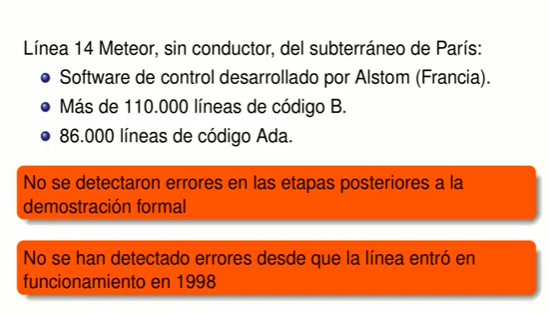 Línea 14 Meteor, sin conductor, del subterráneo de París:
Software de control desarrollado por Alstom (Francia).
Más de 110.000 líneas de código B.
86.000 líneas de código Ada.
No se detectaron errores en las etapas posteriores a la
demostración formal
No se han detectado errores desde que la línea entró en
funcionamiento en 1998